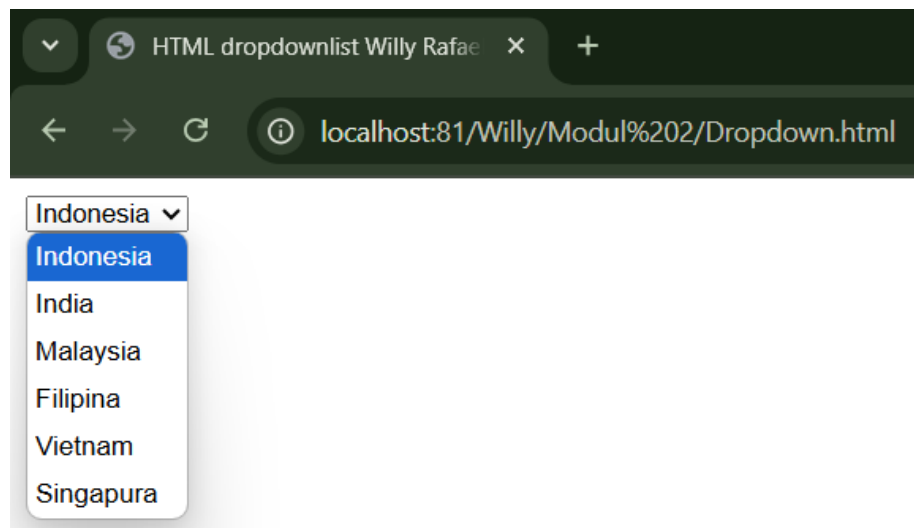 HTML dropdownlist Willy Rafae
localhost:81/Willy/Modul%202/Dropdown.html
Indonesia
Indonesia
India
Malaysia
Filipina
Vietnam
Singapura